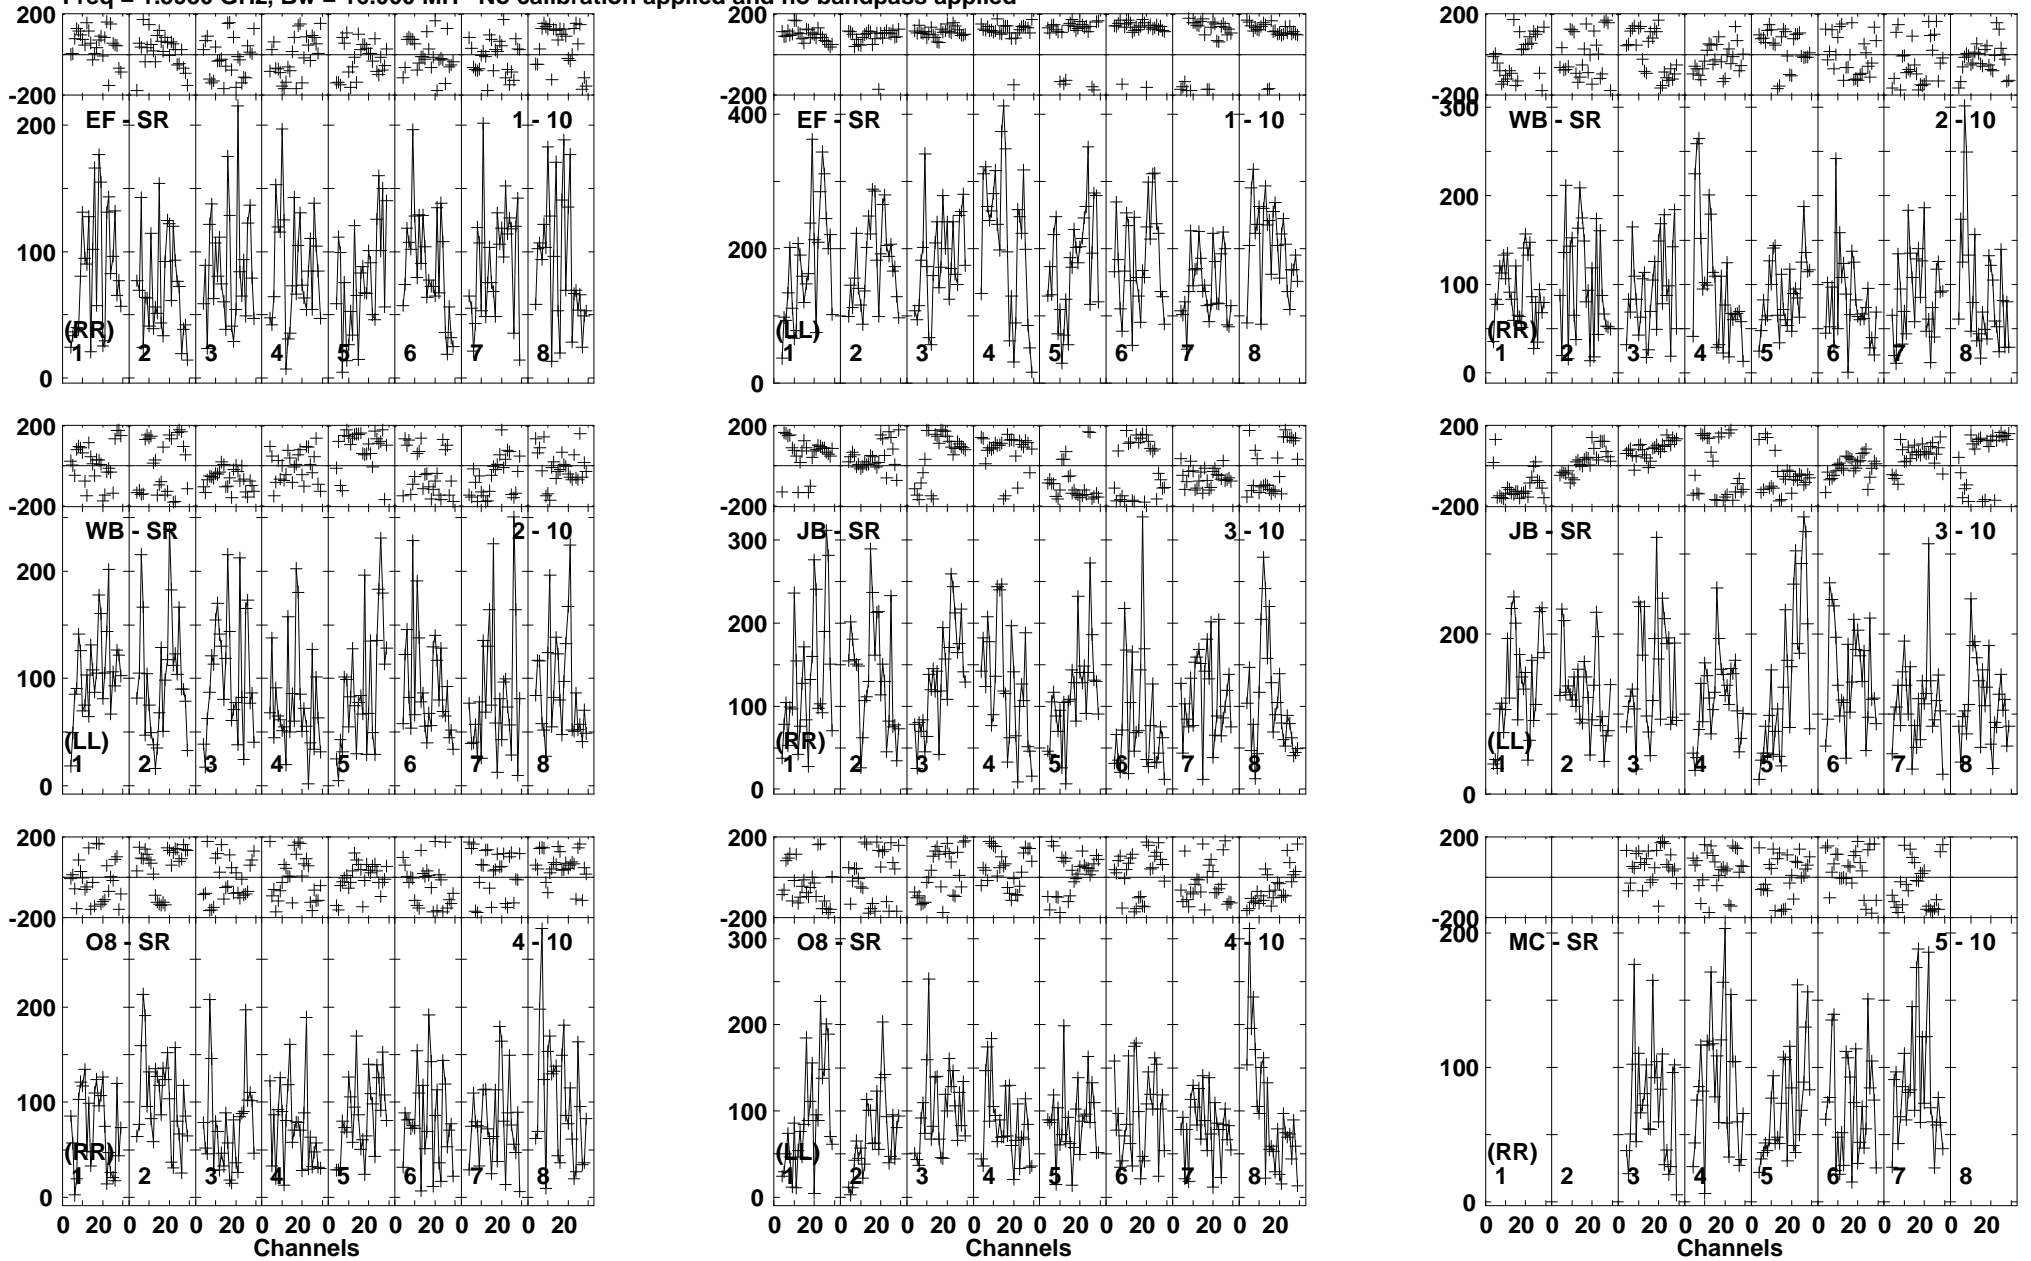 Freq = GHz, Bw = 16.000 MH No calibration applied and no bandpass applied
200 200 200
-200 -200 -200
EF - SR 1 - 10 EF - SR 1 - 10 WB - SR 2 - 10
200 400 300
100 200 200
100
(RR) (LL) (RR)
1 2 3 4 5 6 7 8 1 2 3 4 5 6 7 8 1 2 3 4 5 6 7 8
0 0 0
200 200 200
-200 -200 -200
WB - SR 2 - 10 JB - SR 3 - 10 JB - SR 3 - 10
200 300 200
100 200
100
(LL) (RR) (LL)
1 2 3 4 5 6 7 8 1 2 3 4 5 6 7 8 1 2 3 4 5 6 7 8
0 0 0
200 200 200
-200 -200 -200
O8 - SR 4 - 10 O8 - SR 4 - 10 MC - SR 5 - 10
200 300 200
100 200 100
100
(RR) (LL) (RR)
1 2 3 4 5 6 7 8 1 2 3 4 5 6 7 8 1 2 3 4 5 6 7 8
0 0 0
0 20 0 20 0 20 0 20 0 20 0 20 0 20 0 20 0 20 0 20 0 20 0 20 0 20 0 20 0 20 0 20 0 20 0 20 0 20 0 20 0 20 0 20 0 20 0 20
Channels Channels Channels